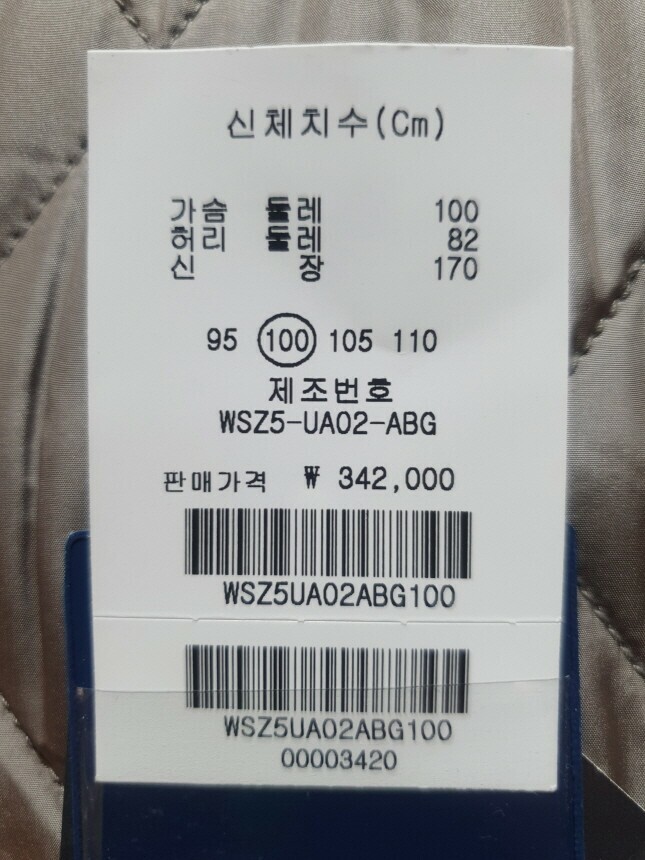 신체치수(Cm)
가슴 둘레 100
허리 둘레 82
신 장 170
95 100 105 110
제조번호
WSZ5-UA02-ABG
판매가격 ₩ 342,000
WSZ5UA02ABG100
WSZ5UA02ABG100
00003420